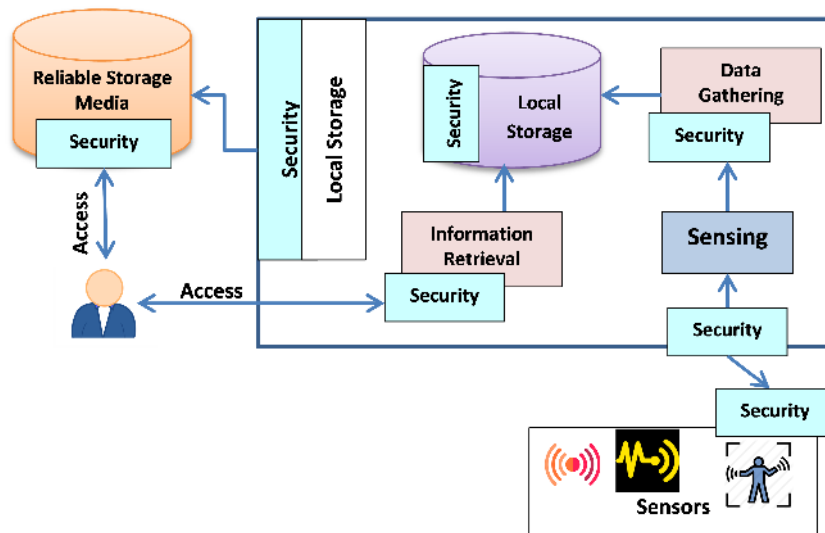 Reliable Storage
Media
Security
Access
Security
Local Storage
Security
Local
Storage
Data
Gathering
Security
Information
Retrieval
Security
Access
Sensing
Security
Security
Sensors